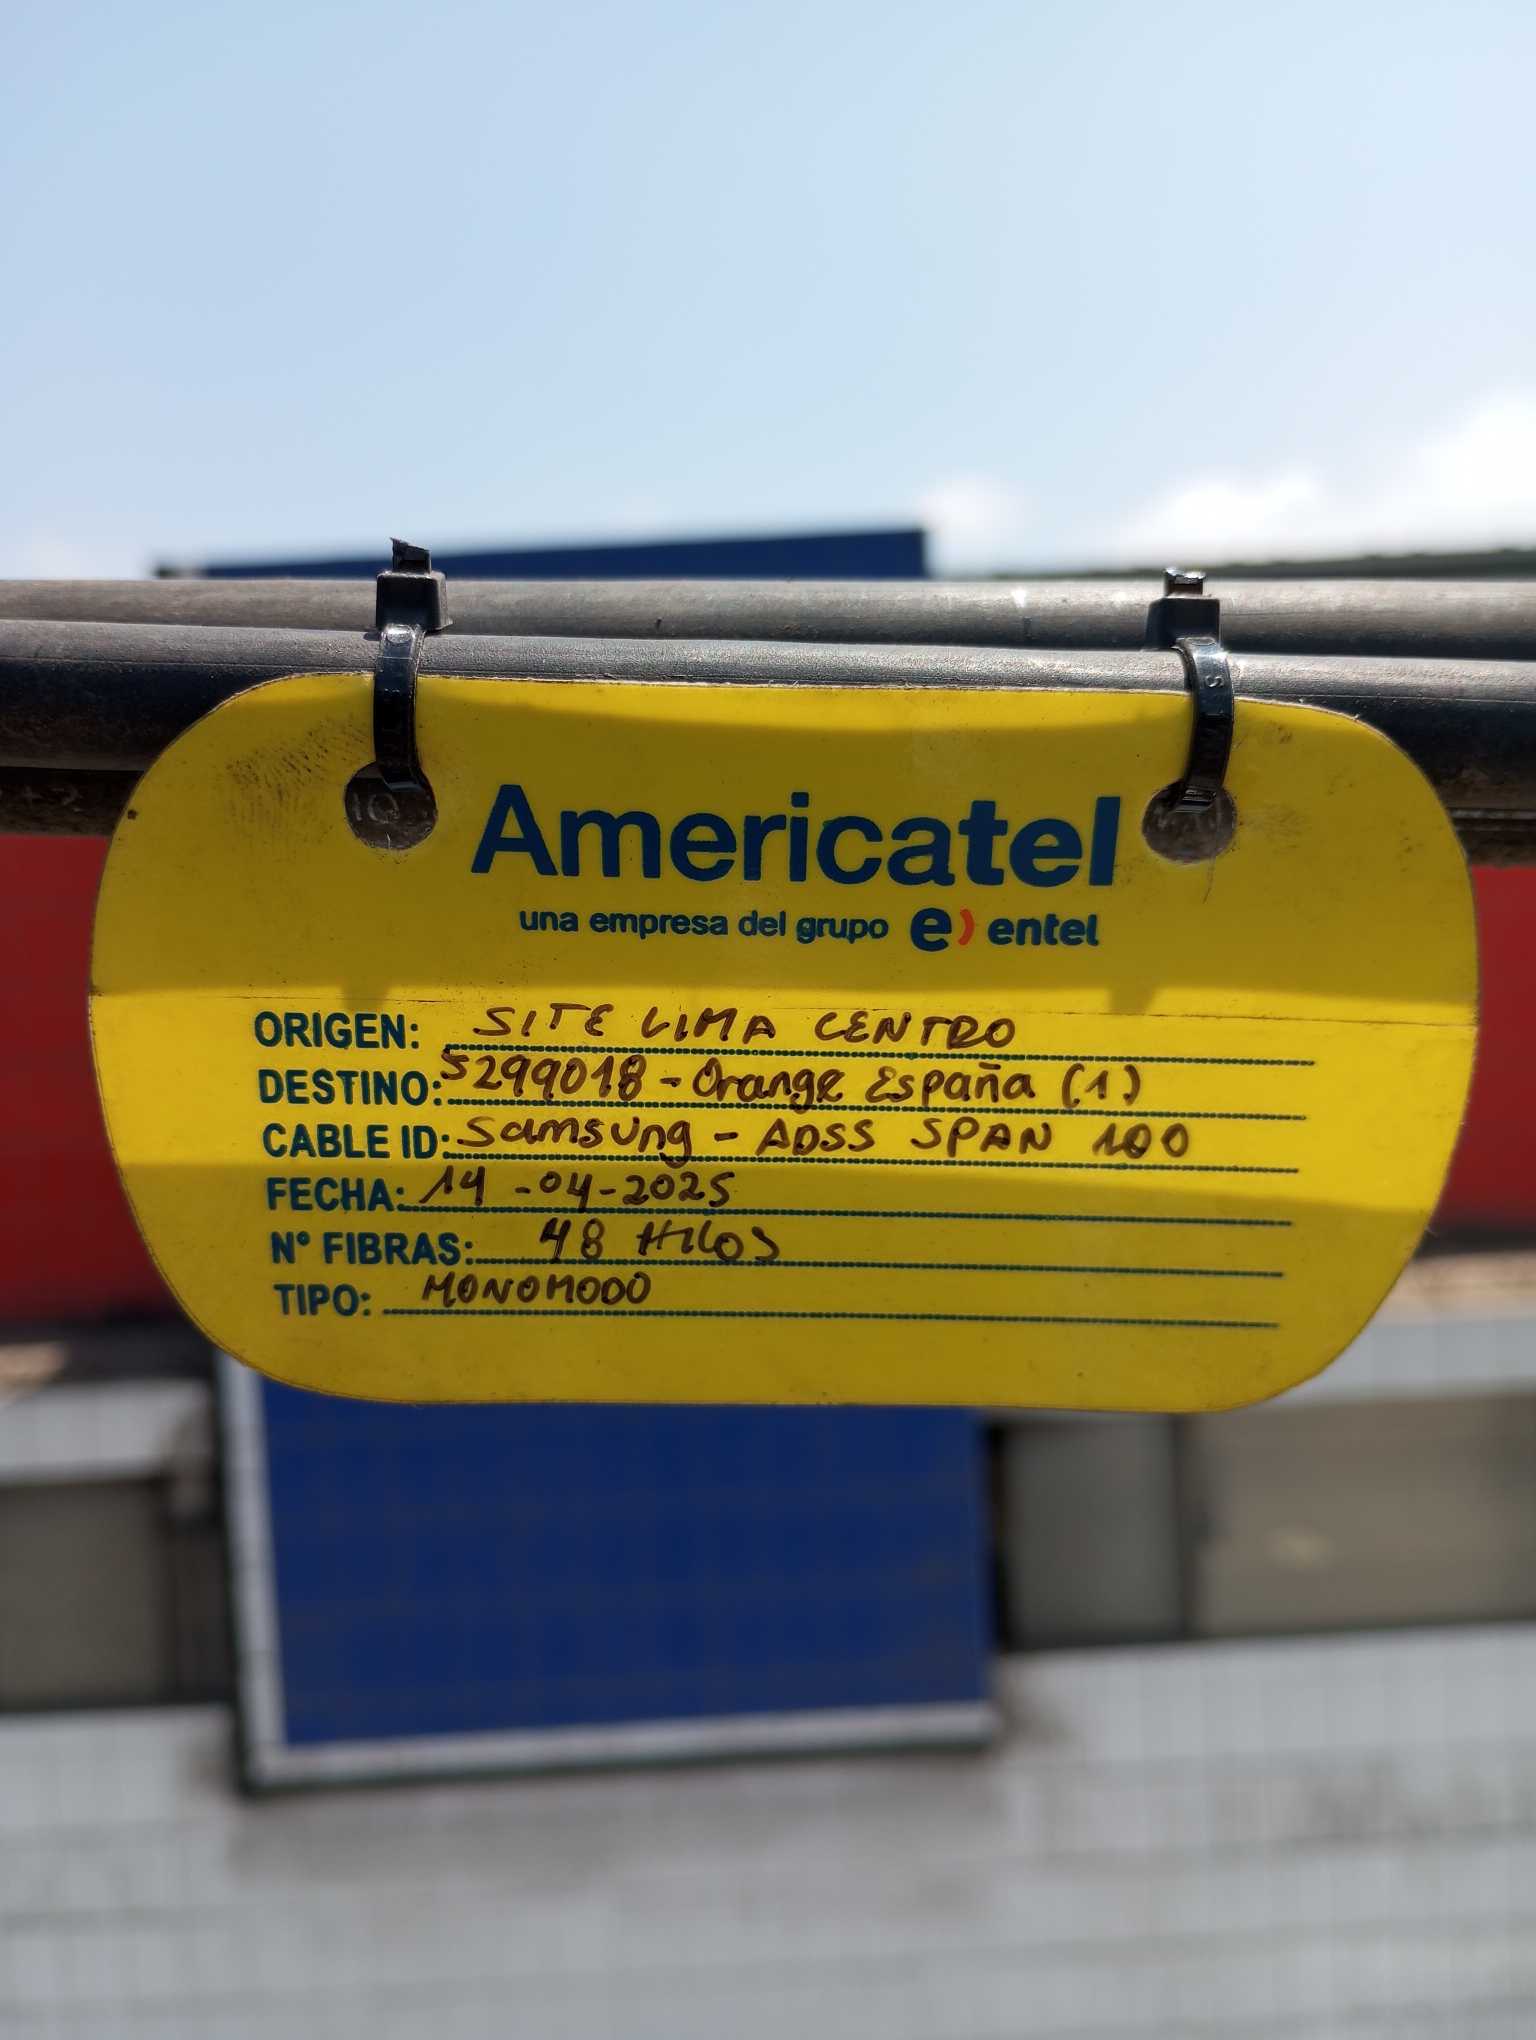 Americatel
una empresa del grupo e) entel
ORIGEN: SITE LIMA CENTRO
DESTINO: 5299018 - Orange España (1)
CABLE ID: Samsung - ADSS SPAN 100
FECHA: 14-04-2025
N° FIBRAS: 48 HILOS
TIPO: MONOMODO